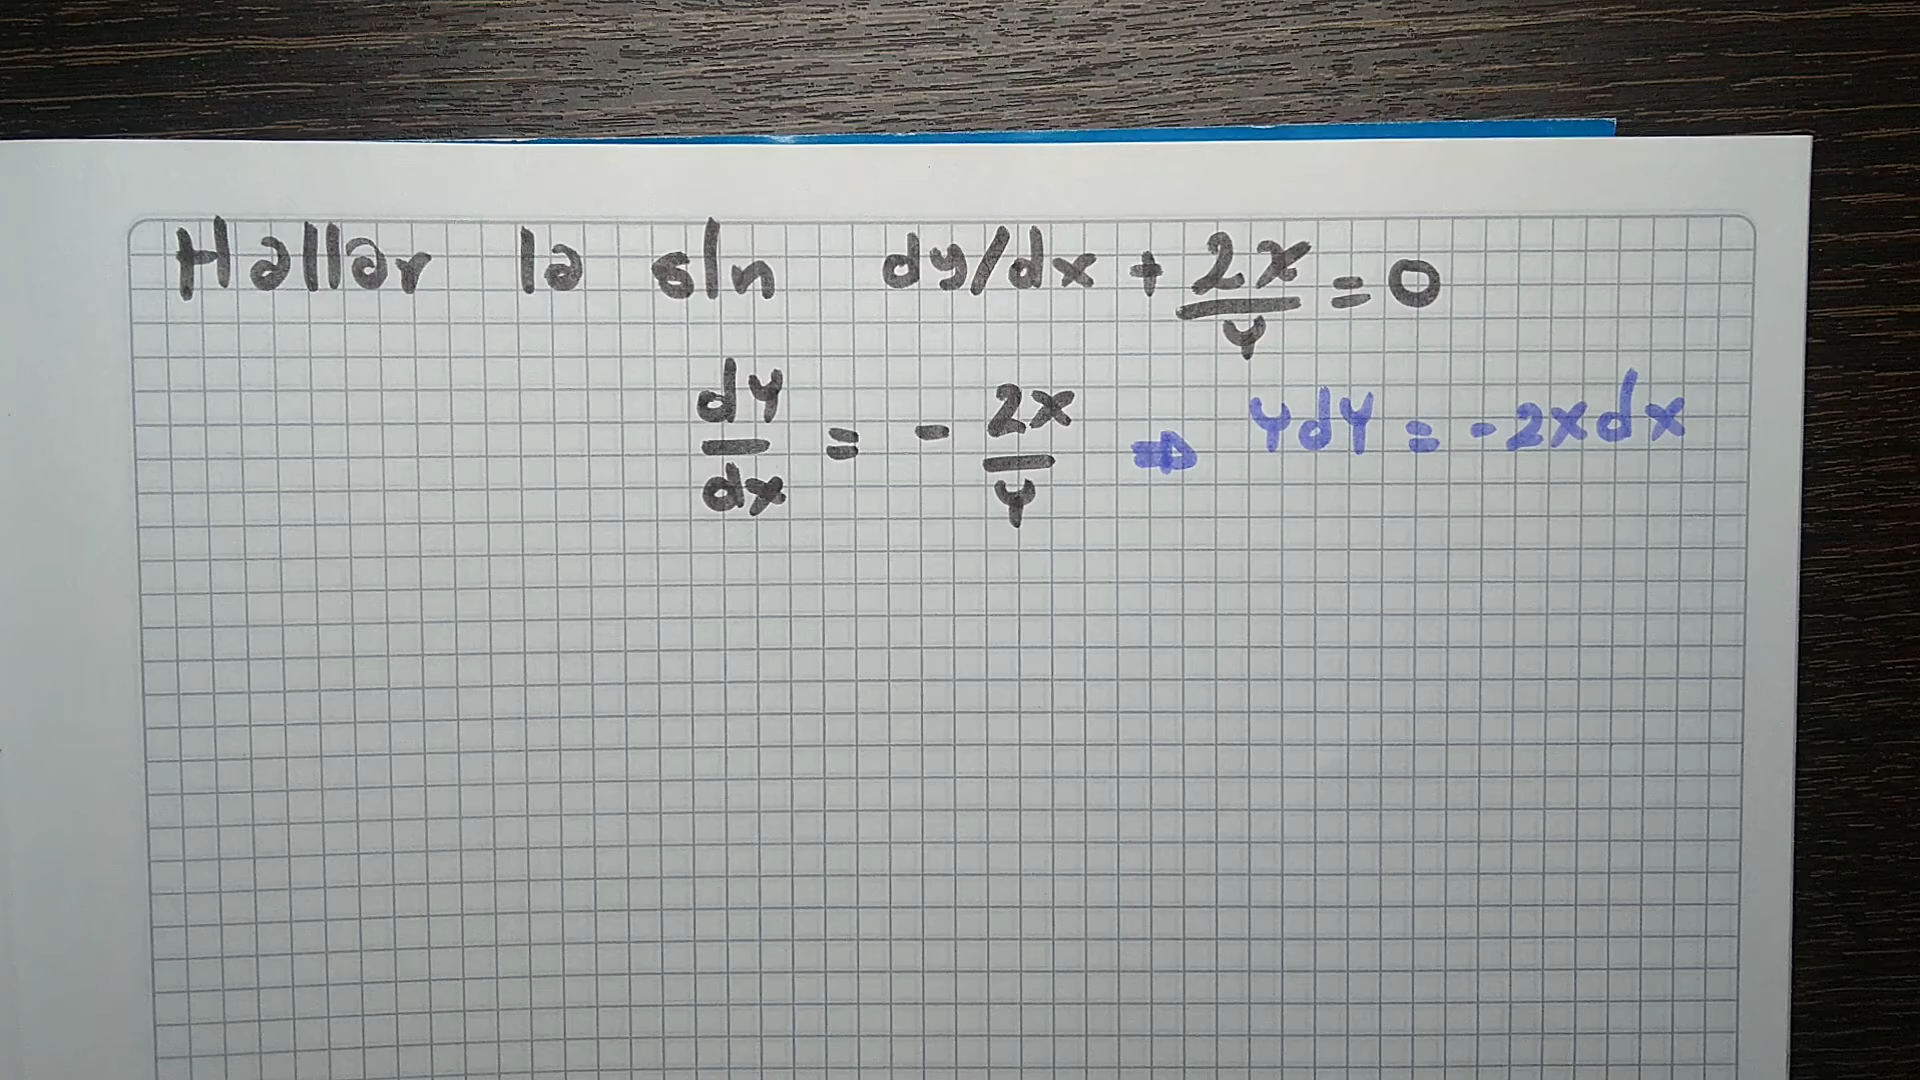 Hallar la sln dy/dx + 2x/y = 0
dy/dx = - 2x/y ⇒ ydy = -2xdx